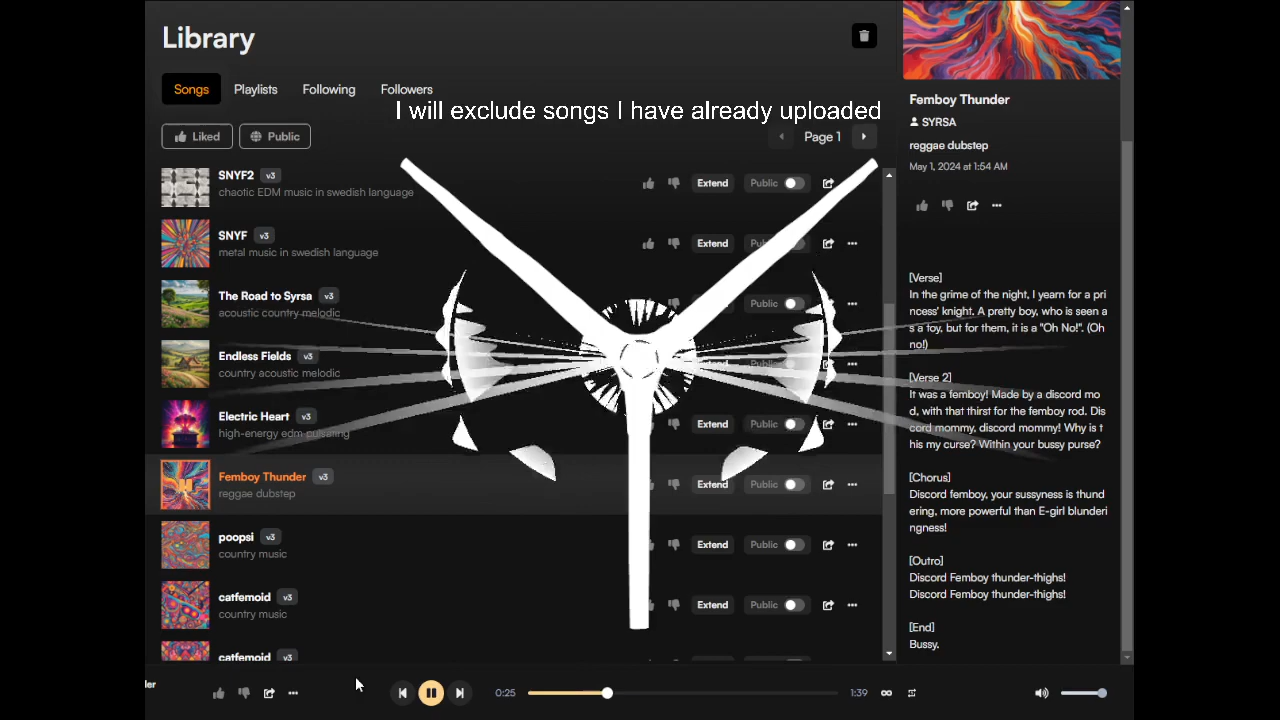 Library
Songs
Playlists
Following
Followers
I will exclude songs I have already uploaded
Liked
Public
Page 1
SNYF2 v3
chaotic EDM music in swedish language
Extend
Public
SNYF v3
metal music in swedish language
Extend
The Road to Syrsa v3
acoustic country melodic
Extend
Public
Endless Fields v3
country acoustic melodic
Extend
Electric Heart v3
high-energy edm pulsating
Extend
Public
Femboy Thunder v3
reggae dubstep
Extend
Public
poopsi v3
country music
Extend
Public
catfemoid v3
country music
Extend
Public
catfemoid v3
Femboy Thunder
SYRSA
reggae dubstep
May 1, 2024 at 1:54 AM
[Verse]
In the grime of the night, I yearn for a pri
ncess' knight. A pretty boy, who is seen a
s a toy, but for them, it is a "Oh No!". (Oh
no!)
[Verse 2]
It was a femboy! Made by a discord mo
d, with that thirst for the femboy rod. Dis
cord mommy, discord mommy! Why is t
his my curse? Within your bussy purse?
[Chorus]
Discord femboy, your sussyness is thund
ering, more powerful than E-girl blunderi
ngness!
[Outro]
Discord Femboy thunder-thighs!
Discord Femboy thunder-thighs!
[End]
Bussy.
der
0:25
1:39